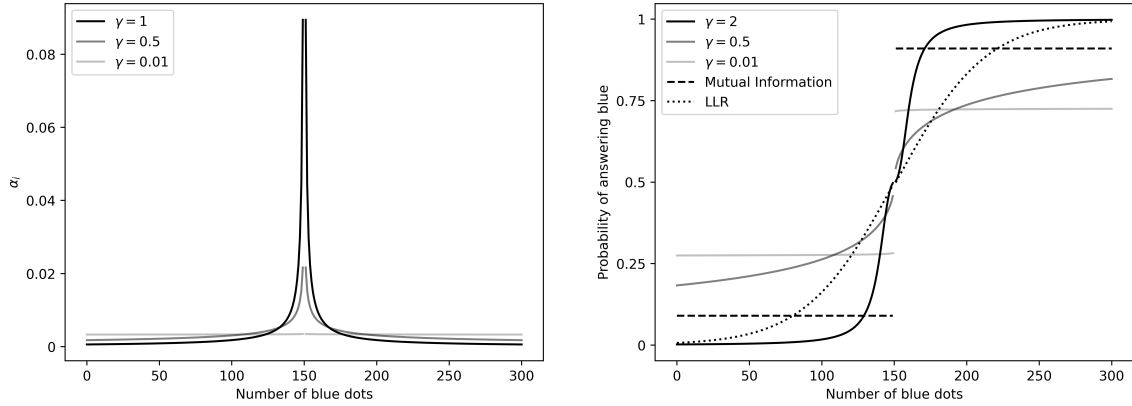 γ = 1
γ = 0.5
γ = 0.01
0.08
0.06
0.04
0.02
0
αᵢ
0 50 100 150 200 250 300
Number of blue dots
γ = 2
γ = 0.5
γ = 0.01
Mutual Information
LLR
1
0.75
0.5
0.25
0
Probability of answering blue
0 50 100 150 200 250 300
Number of blue dots